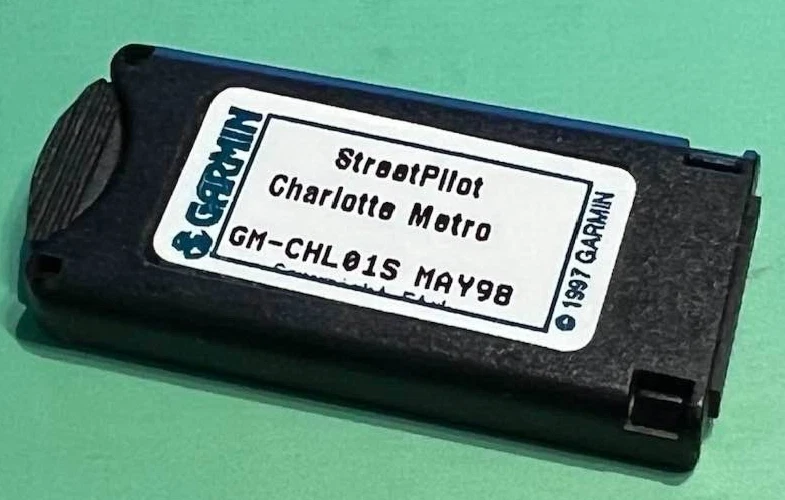 GARMIN
StreetPilot
Charlotte Metro
GM-CHL01S MAY98
© 1997 GARMIN